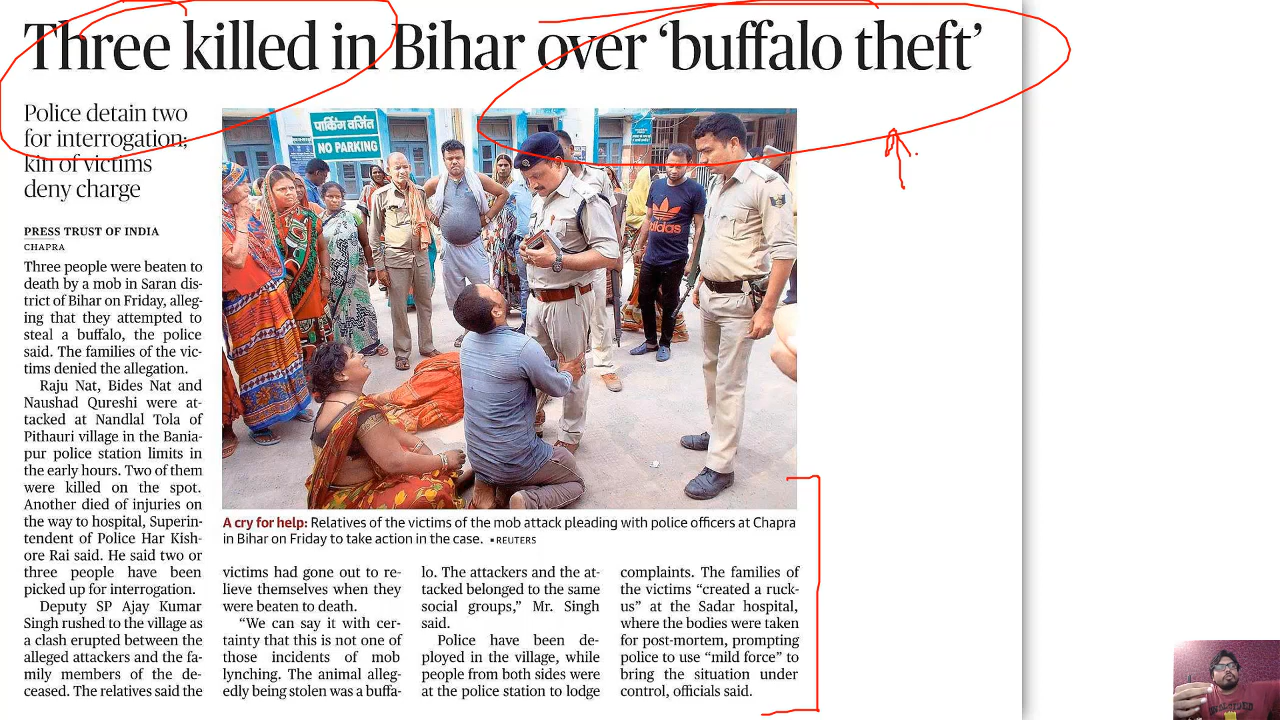 Three killed in Bihar over ‘buffalo theft’
Police detain two
for interrogation;
kin of victims
deny charge
PRESS TRUST OF INDIA
CHAPRA
Three people were beaten to
death by a mob in Saran dis-
trict of Bihar on Friday, alleg-
ing that they attempted to
steal a buffalo, the police
said. The families of the vic-
tims denied the allegation.
Raju Nat, Bides Nat and
Naushad Qureshi were at-
tacked at Nandlal Tola of
Pithauri village in the Bania-
pur police station limits in
the early hours. Two of them
were killed on the spot.
Another died of injuries on
the way to hospital, Superin-
tendent of Police Har Kish-
ore Rai said. He said two or
three people have been
picked up for interrogation.
Deputy SP Ajay Kumar
Singh rushed to the village as
a clash erupted between the
alleged attackers and the fa-
mily members of the de-
ceased. The relatives said the
पार्किंग वर्जित
NO PARKING
adidas
A cry for help: Relatives of the victims of the mob attack pleading with police officers at Chapra
in Bihar on Friday to take action in the case. ▪ REUTERS
victims had gone out to re-
lieve themselves when they
were beaten to death.
“We can say it with cer-
tainty that this is not one of
those incidents of mob
lynching. The animal alleg-
edly being stolen was a buffa-
lo. The attackers and the at-
tacked belonged to the same
social groups,” Mr. Singh
said.
Police have been de-
ployed in the village, while
people from both sides were
at the police station to lodge
complaints. The families of
the victims “created a ruck-
us” at the Sadar hospital,
where the bodies were taken
for post-mortem, prompting
police to use “mild force” to
bring the situation under
control, officials said.